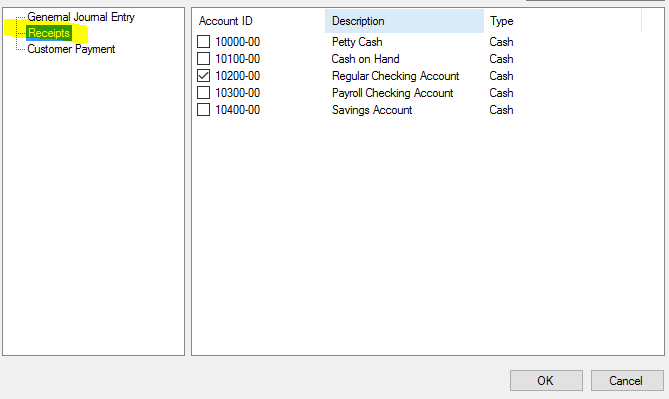 Genernal Journal Entry
Receipts
Customer Payment
Account ID Description Type
10000-00 Petty Cash Cash
10100-00 Cash on Hand Cash
10200-00 Regular Checking Account Cash
10300-00 Payroll Checking Account Cash
10400-00 Savings Account Cash
OK Cancel